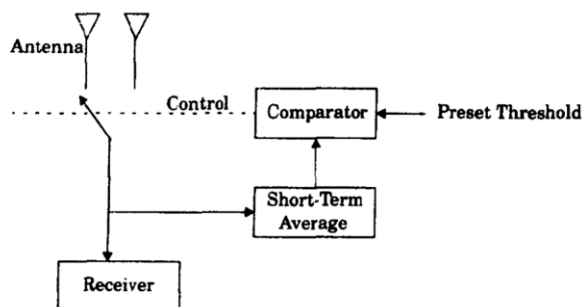 Antenna
Control
Comparator
Preset Threshold
Short-Term
Average
Receiver